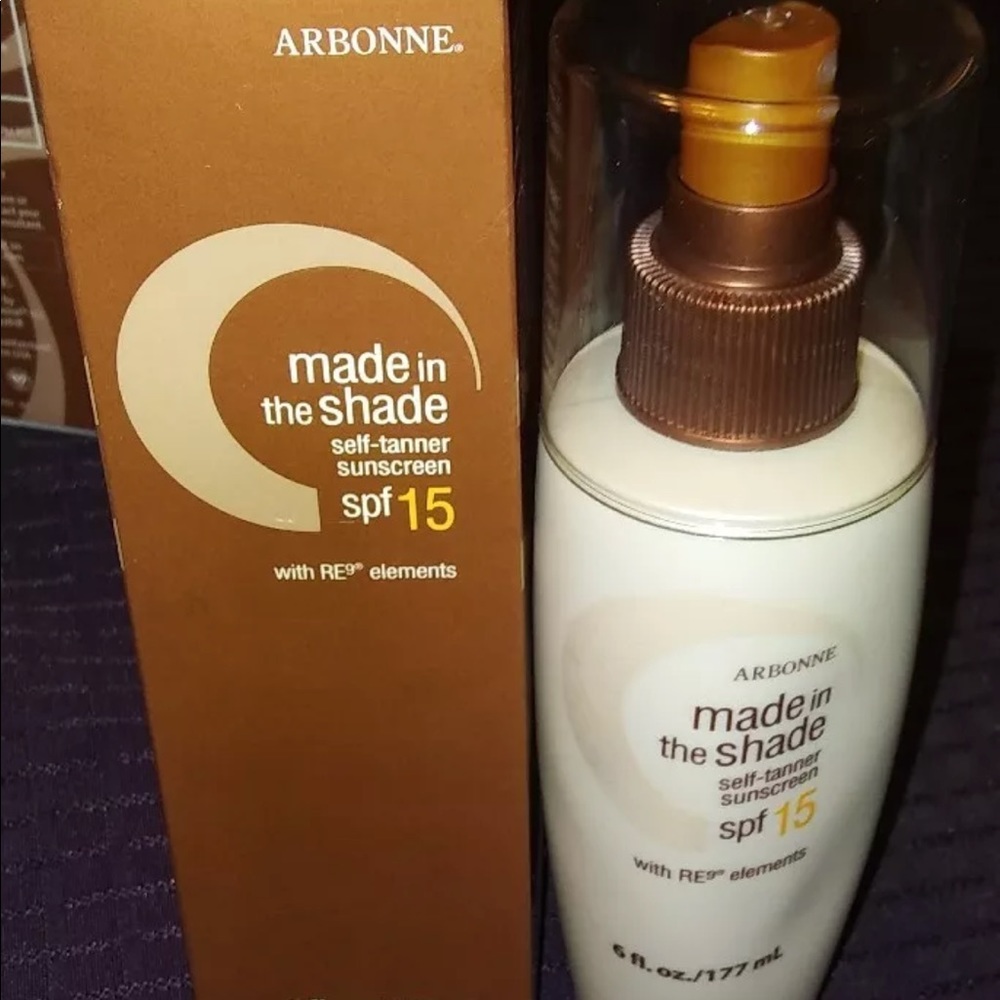 ARBONNE®
made in
the shade
self-tanner
sunscreen
spf 15
with RE9® elements
ARBONNE
made in
the shade
self-tanner
sunscreen
spf 15
with RE9® elements
6 fl. oz./177 mL